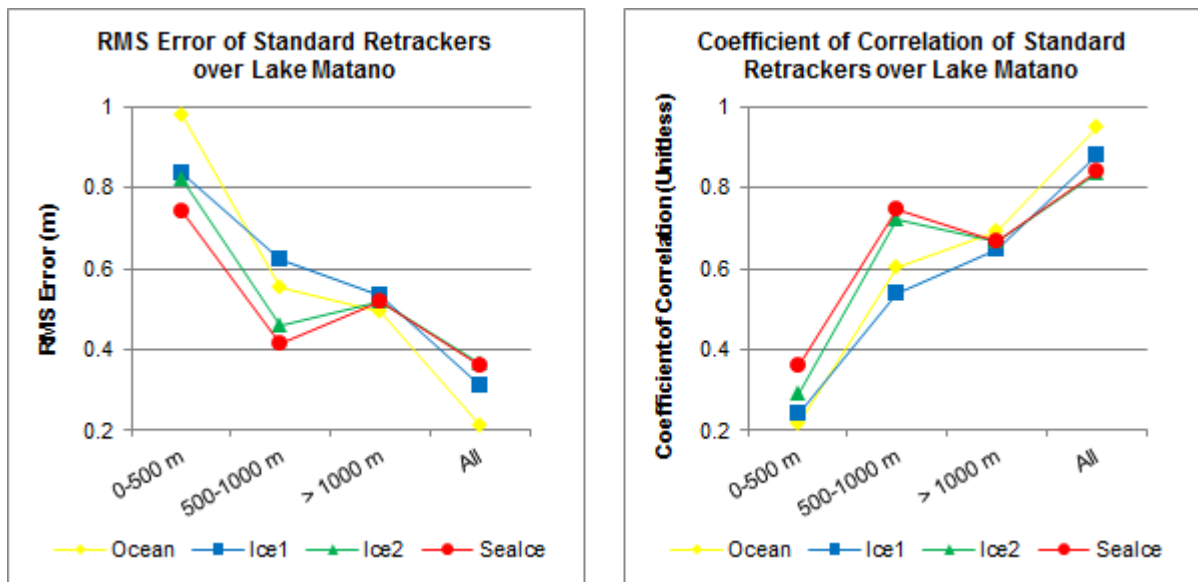 RMS Error of Standard Retrackers
over Lake Matano
RMS Error (m)
1
0.8
0.6
0.4
0.2
0-500 m
500-1000 m
> 1000 m
All
Ocean
Ice1
Ice2
SeaIce
Coefficient of Correlation of Standard
Retrackers over Lake Matano
Coefficient of Correlation (Unitless)
1
0.8
0.6
0.4
0.2
0-500 m
500-1000 m
> 1000 m
All
Ocean
Ice1
Ice2
SeaIce